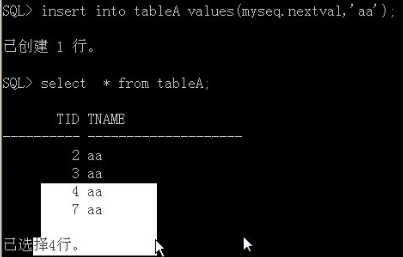 SQL> insert into tableA values(myseq.nextval,'aa');
已创建 1 行。
SQL> select  * from tableA;
TID TNAME
---------- --------------------
2 aa
3 aa
4 aa
7 aa
已选择4行。